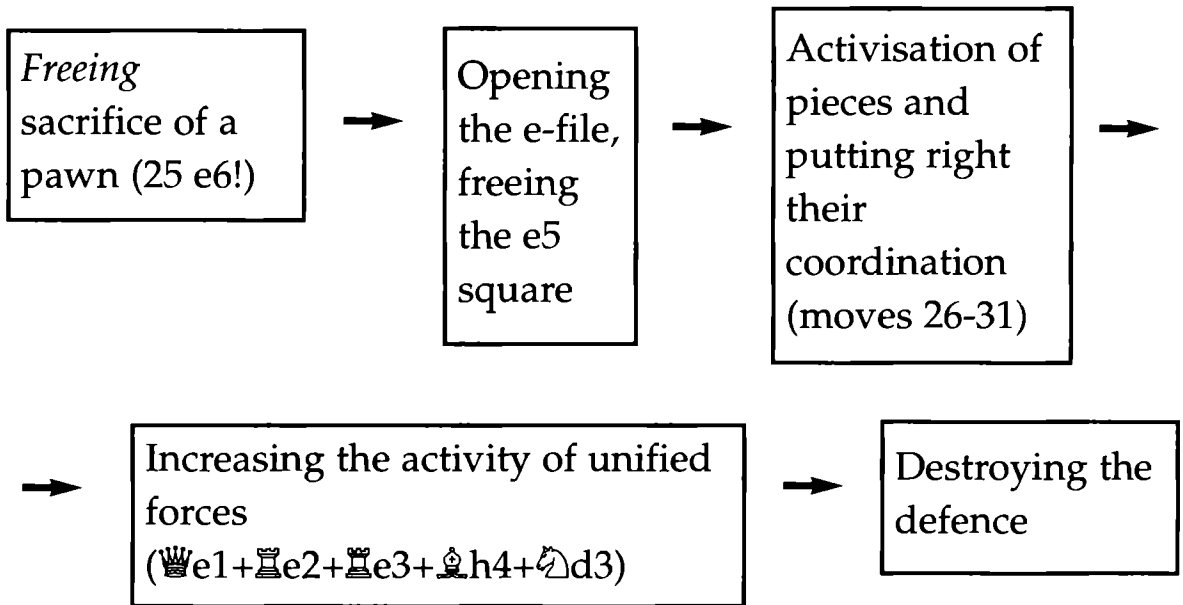 Freeing
sacrifice of a
pawn (25 e6!)
Opening
the e-file,
freeing
the e5
square
Activisation of
pieces and
putting right
their
coordination
(moves 26-31)
Increasing the activity of unified
forces
(♕e1+♖e2+♖e3+♗h4+♘d3)
Destroying the
defence